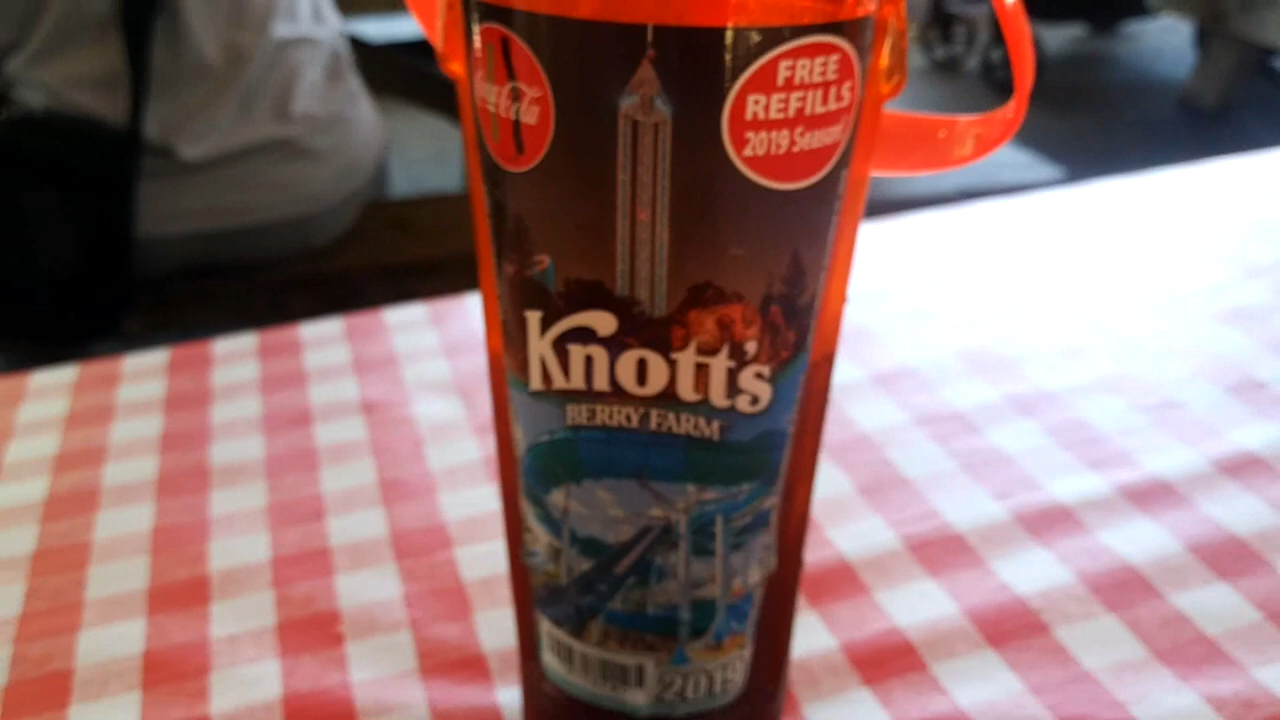 Coca-Cola
FREE
REFILLS
2019 Season
Knott's
BERRY FARM
2019